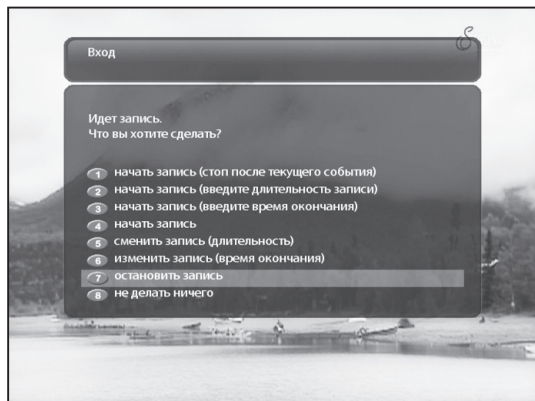 Вход
Идет запись.
Что вы хотите сделать?
1 начать запись (стоп после текущего события)
2 начать запись (введите длительность записи)
3 начать запись (введите время окончания)
4 начать запись
5 сменить запись (длительность)
6 изменить запись (время окончания)
7 остановить запись
8 не делать ничего